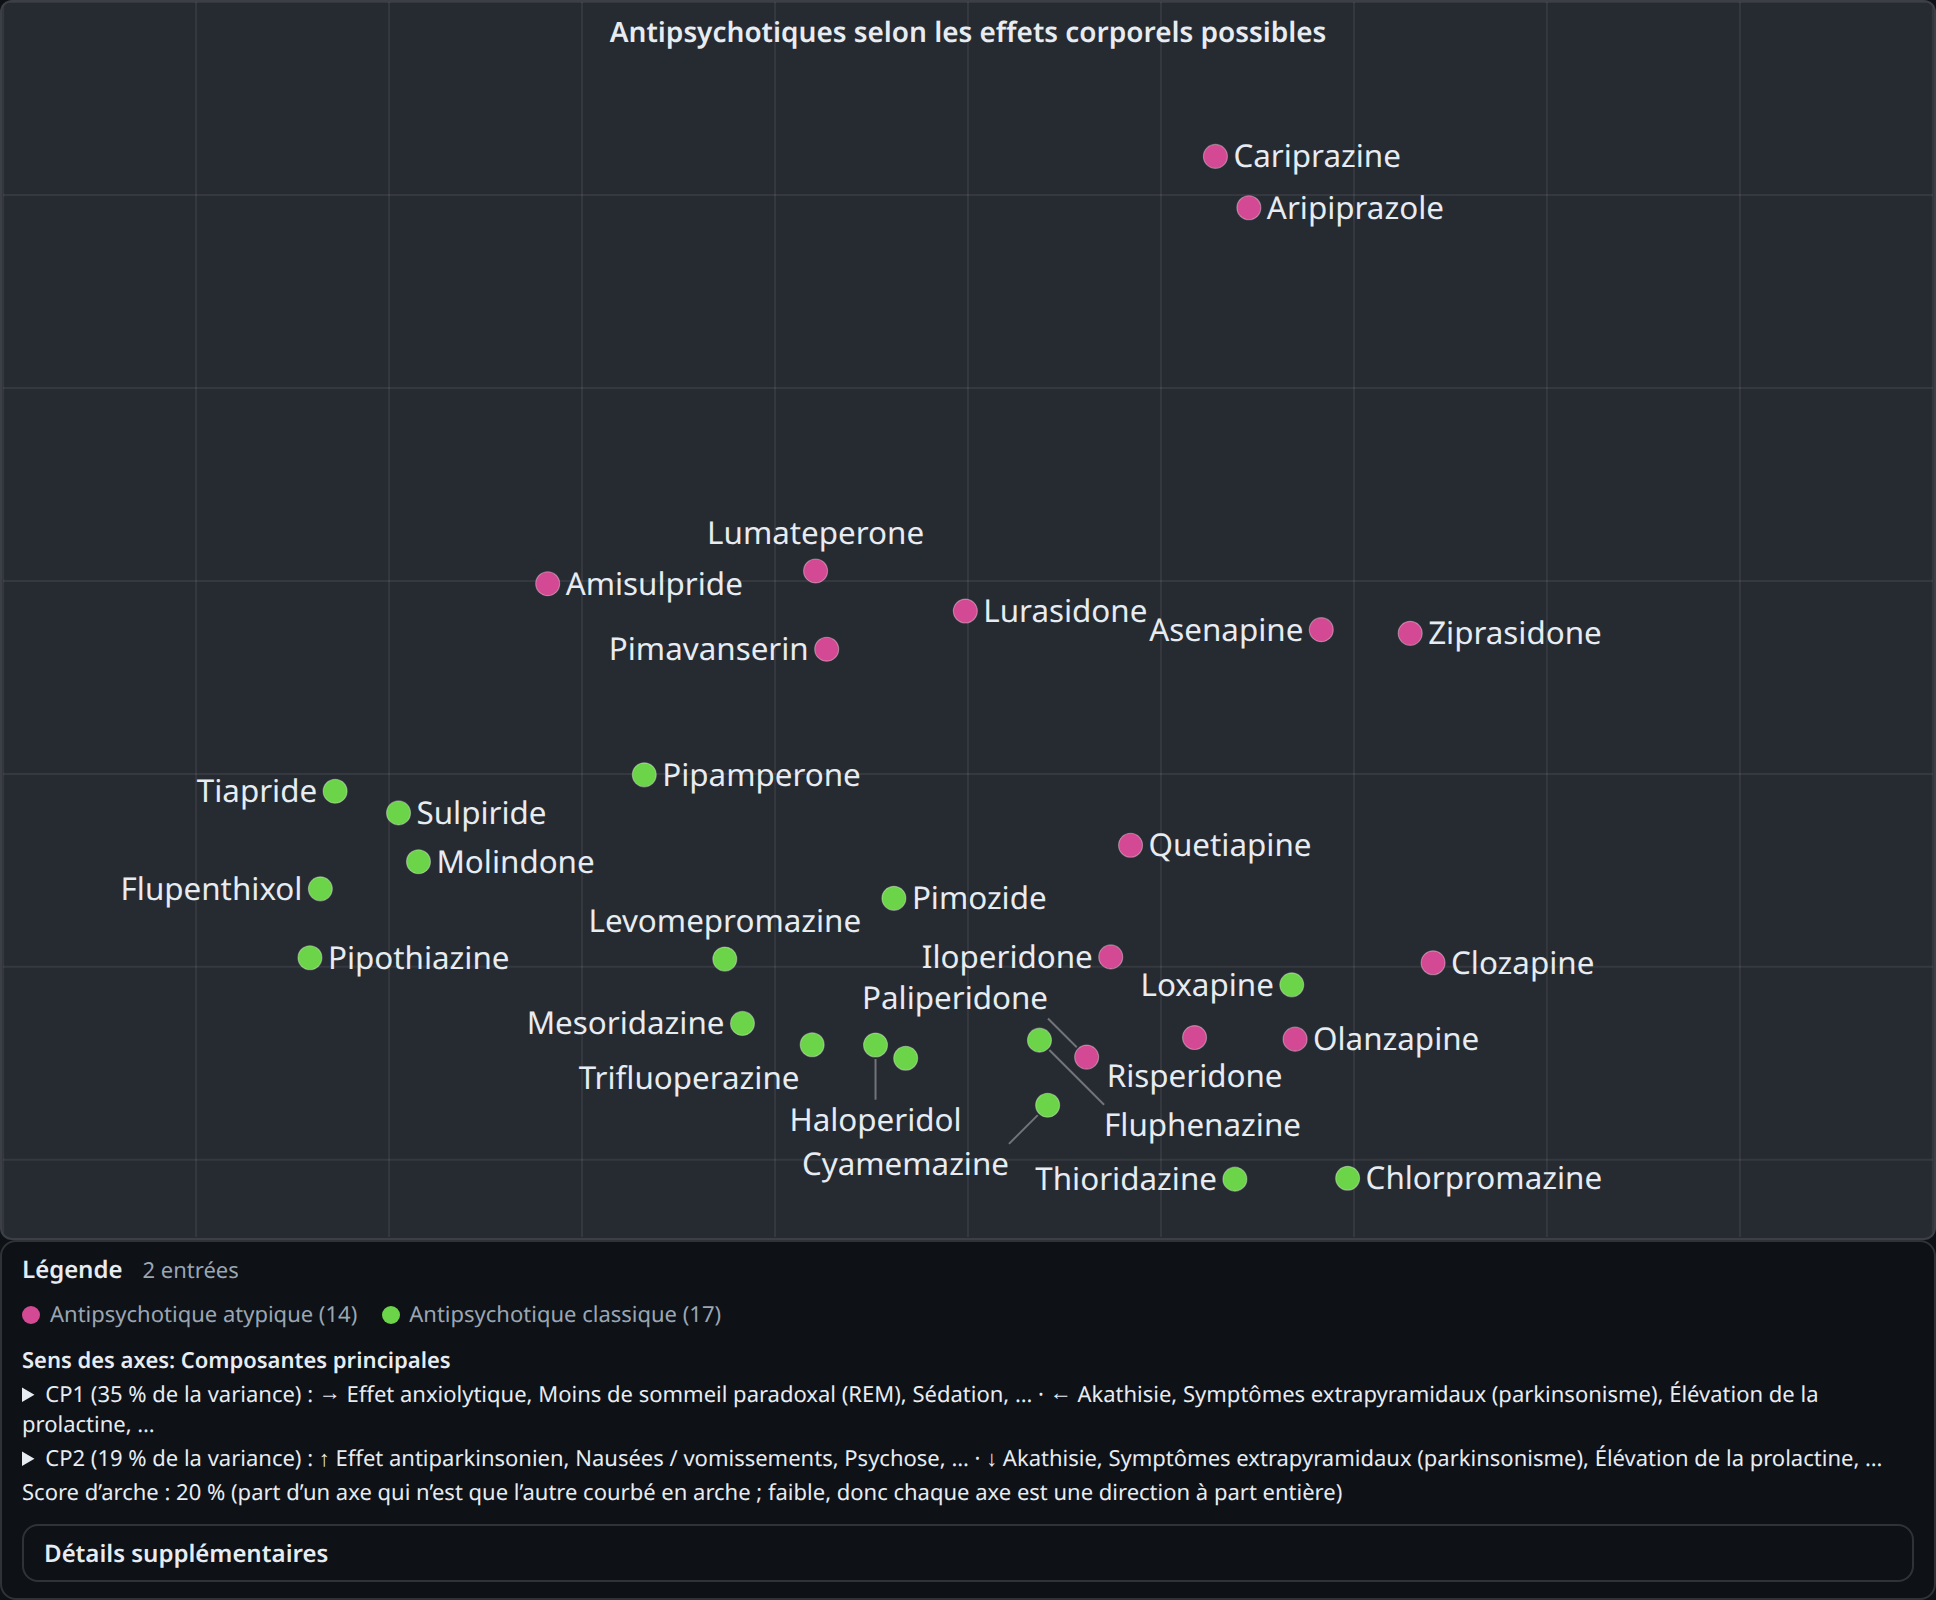 Antipsychotiques selon les effets corporels possibles
Cariprazine
Aripiprazole
Lumateperone
Amisulpride
Lurasidone
Asenapine
Ziprasidone
Pimavanserin
Pipamperone
Tiapride
Sulpiride
Quetiapine
Molindone
Flupenthixol
Pimozide
Levomepromazine
Pipothiazine
Iloperidone
Clozapine
Loxapine
Paliperidone
Mesoridazine
Olanzapine
Trifluoperazine
Risperidone
Haloperidol
Fluphenazine
Cyamemazine
Thioridazine
Chlorpromazine
Légende 2 entrées
Antipsychotique atypique (14) Antipsychotique classique (17)
Sens des axes: Composantes principales
▶ CP1 (35 % de la variance) : → Effet anxiolytique, Moins de sommeil paradoxal (REM), Sédation, ... · ← Akathisie, Symptômes extrapyramidaux (parkinsonisme), Élévation de la
prolactine, ...
▶ CP2 (19 % de la variance) : ↑ Effet antiparkinsonien, Nausées / vomissements, Psychose, ... · ↓ Akathisie, Symptômes extrapyramidaux (parkinsonisme), Élévation de la prolactine, ...
Score d’arche : 20 % (part d’un axe qui n’est que l’autre courbé en arche ; faible, donc chaque axe est une direction à part entière)
Détails supplémentaires